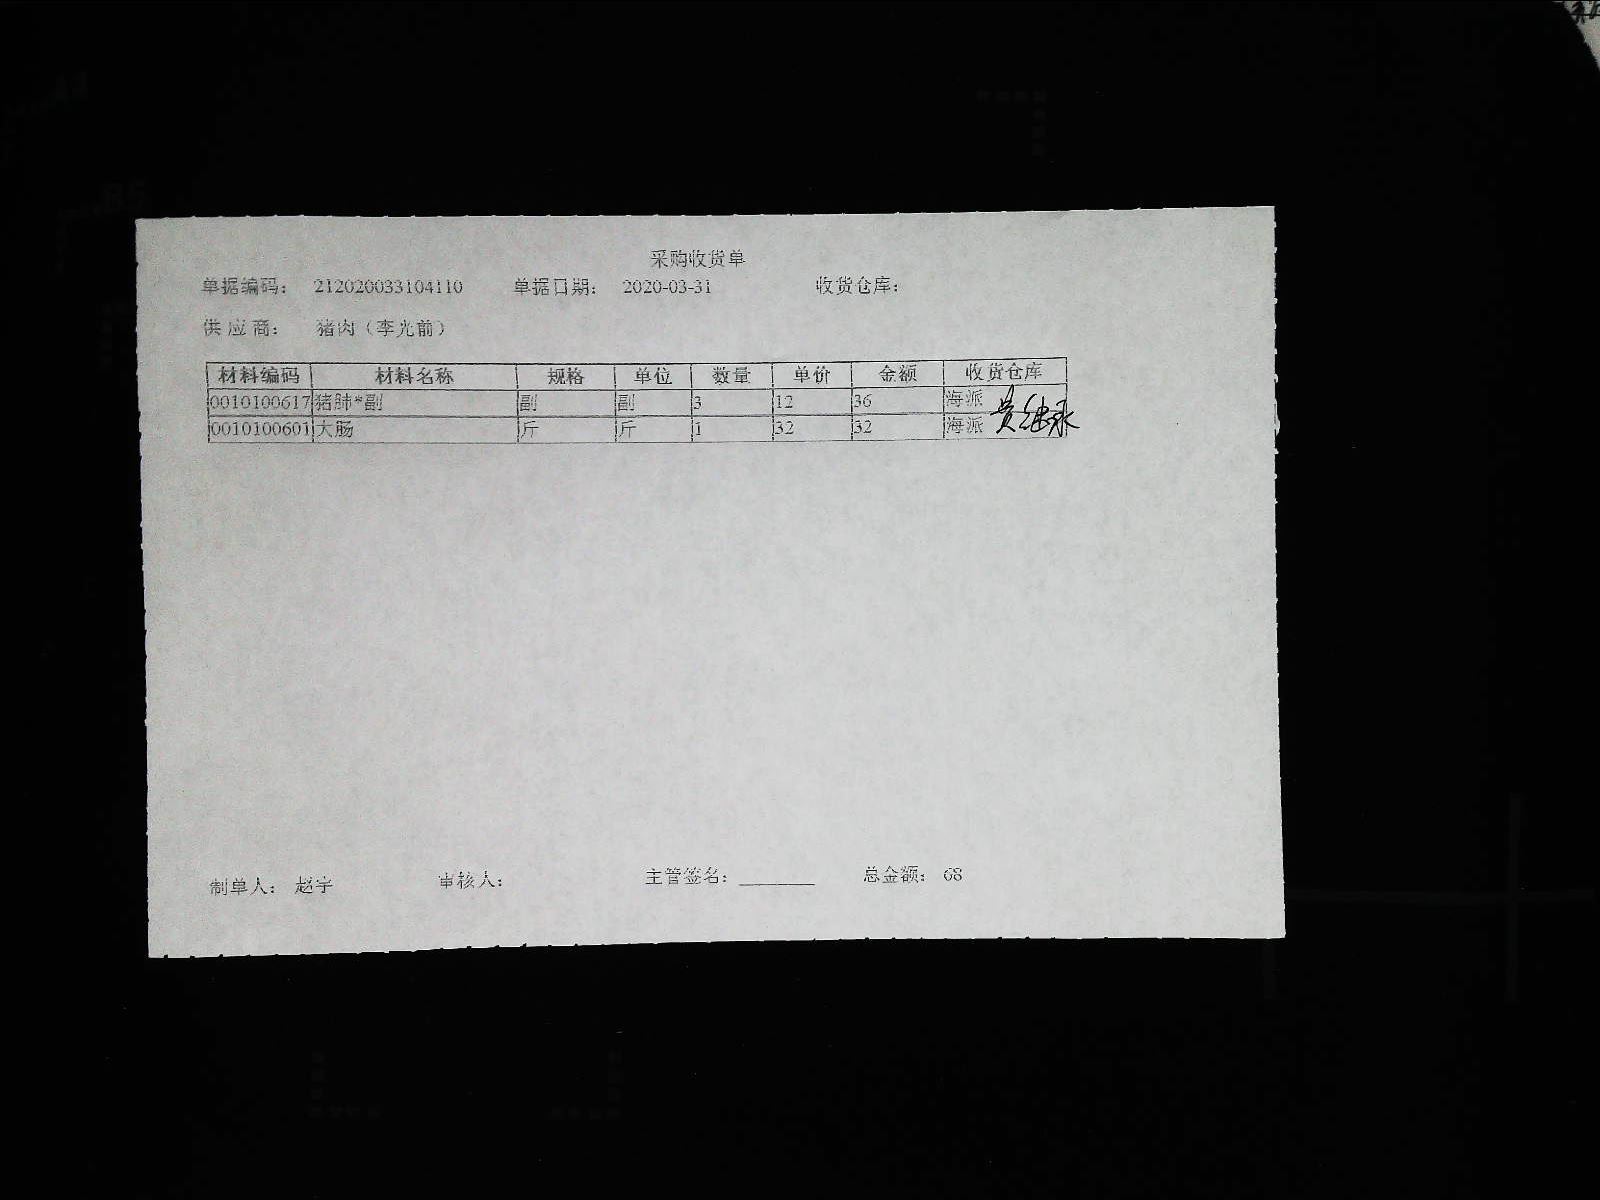 采购收货单
单据编码： 212020033104110 单据日期： 2020-03-31 收货仓库：
供应商： 猪肉（李光前）
材料编码 材料名称 规格 单位 数量 单价 金额 收货仓库
0010100617 猪肺*副 副 副 3 12 36 海派
0010100601 大肠 斤 斤 1 32 32 海派
制单人： 赵宇 审核人： 主管签名：________ 总金额： 68